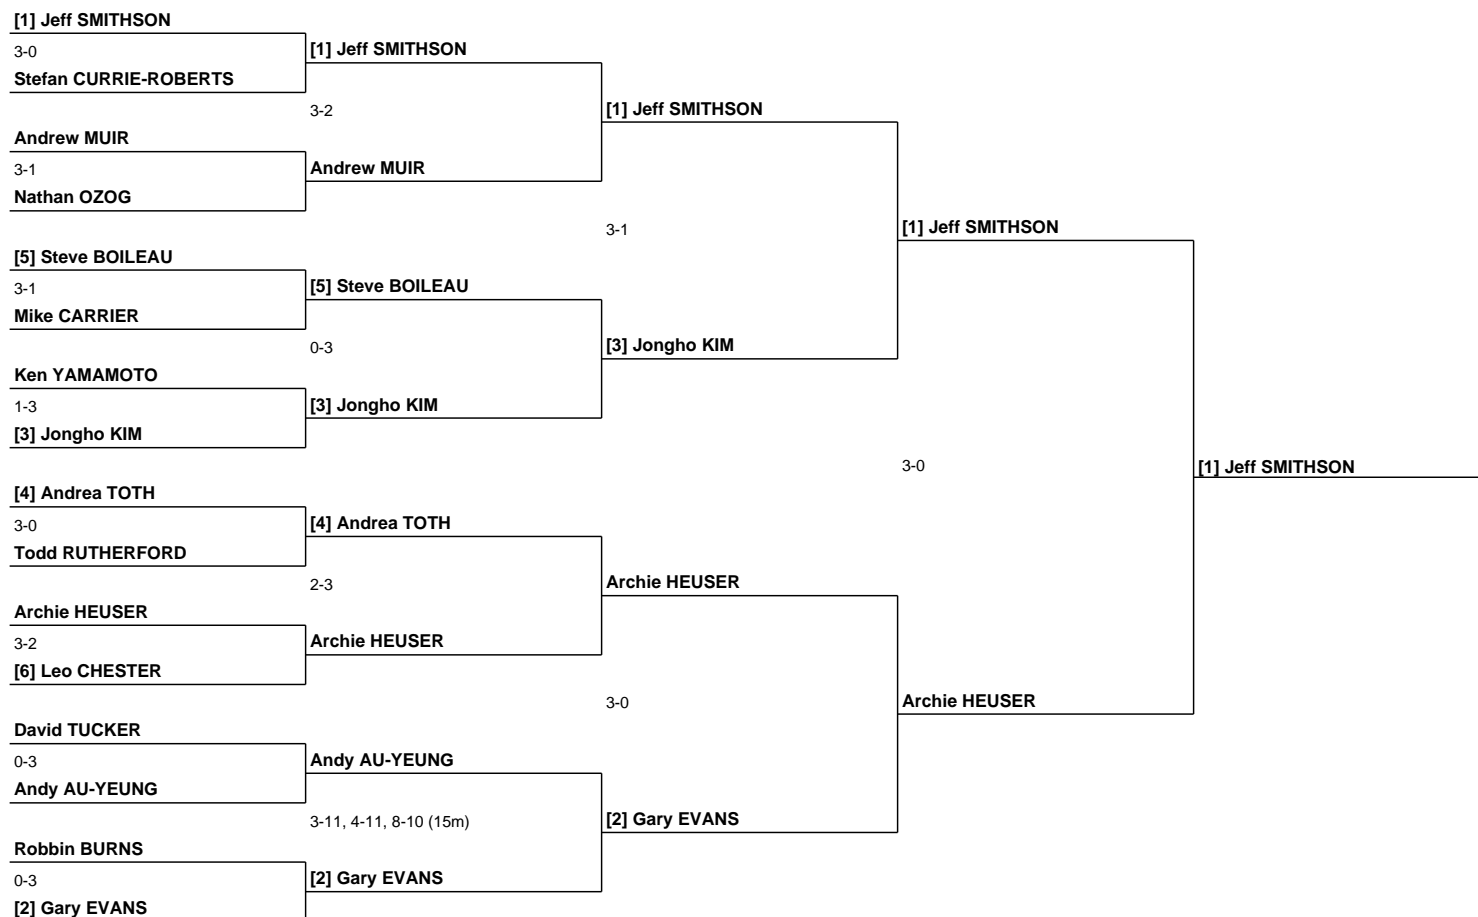 [1] Jeff SMITHSON
3-0
[1] Jeff SMITHSON
Stefan CURRIE-ROBERTS
3-2
[1] Jeff SMITHSON
Andrew MUIR
3-1
Andrew MUIR
Nathan OZOG
3-1
[1] Jeff SMITHSON
[5] Steve BOILEAU
3-1
[5] Steve BOILEAU
Mike CARRIER
0-3
[3] Jongho KIM
Ken YAMAMOTO
1-3
[3] Jongho KIM
[3] Jongho KIM
3-0
[1] Jeff SMITHSON
[4] Andrea TOTH
3-0
[4] Andrea TOTH
Todd RUTHERFORD
2-3
Archie HEUSER
Archie HEUSER
3-2
Archie HEUSER
[6] Leo CHESTER
3-0
Archie HEUSER
David TUCKER
0-3
Andy AU-YEUNG
Andy AU-YEUNG
3-11, 4-11, 8-10 (15m)
[2] Gary EVANS
Robbin BURNS
0-3
[2] Gary EVANS
[2] Gary EVANS